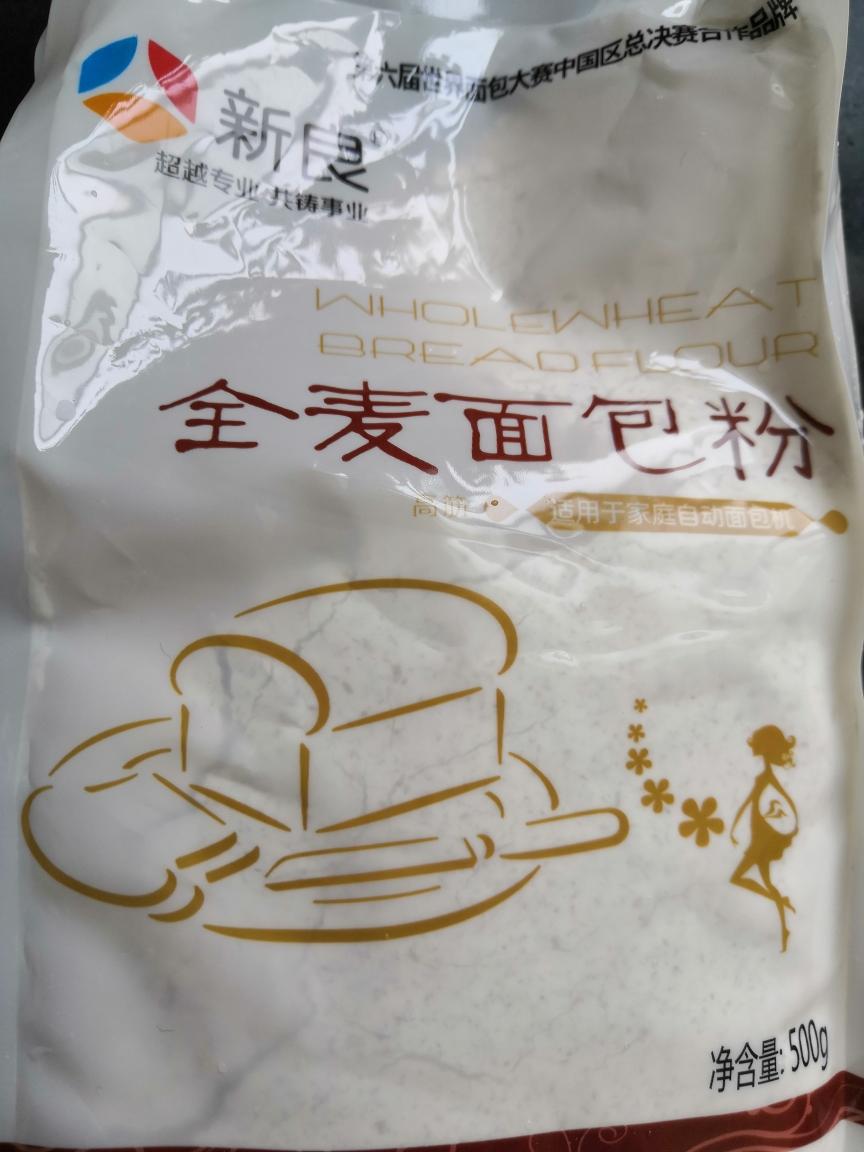 第六届世界面包大赛中国区总决赛合作品牌
新良®
超越专业 共铸事业
WHOLEWHEAT
BREAD FLOUR
全麦面包粉
高筋
适用于家庭自动面包机
净含量: 500g